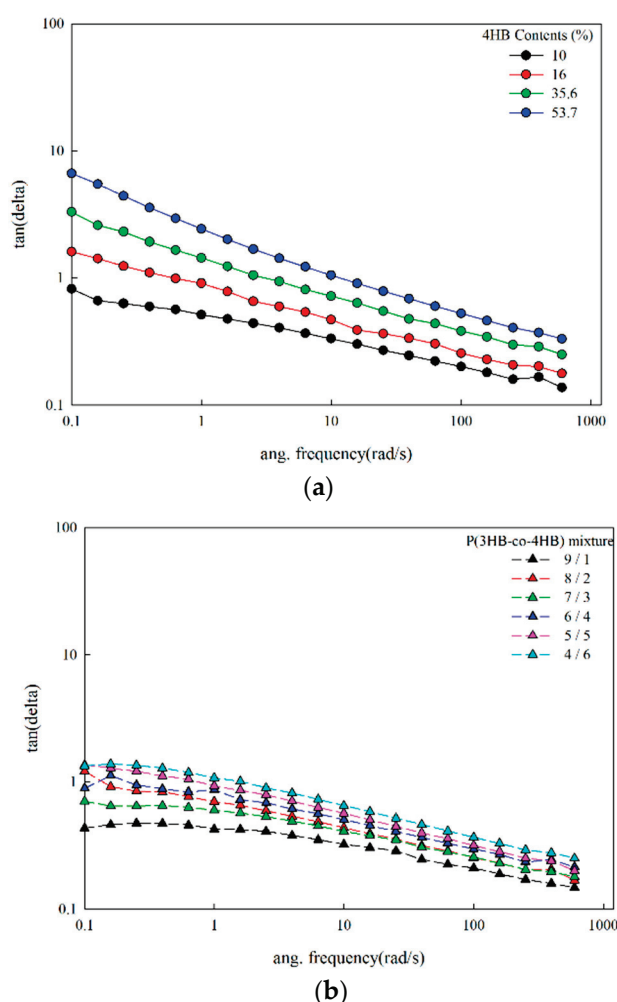 100
4HB Contents (%)
10
16
35.6
53.7
10
tan(delta)
1
0.1
0.1 1 10 100 1000
ang. frequency(rad/s)
(a)
100
P(3HB-co-4HB) mixture
9 / 1
8 / 2
7 / 3
6 / 4
5 / 5
4 / 6
10
tan(delta)
1
0.1
0.1 1 10 100 1000
ang. frequency(rad/s)
(b)